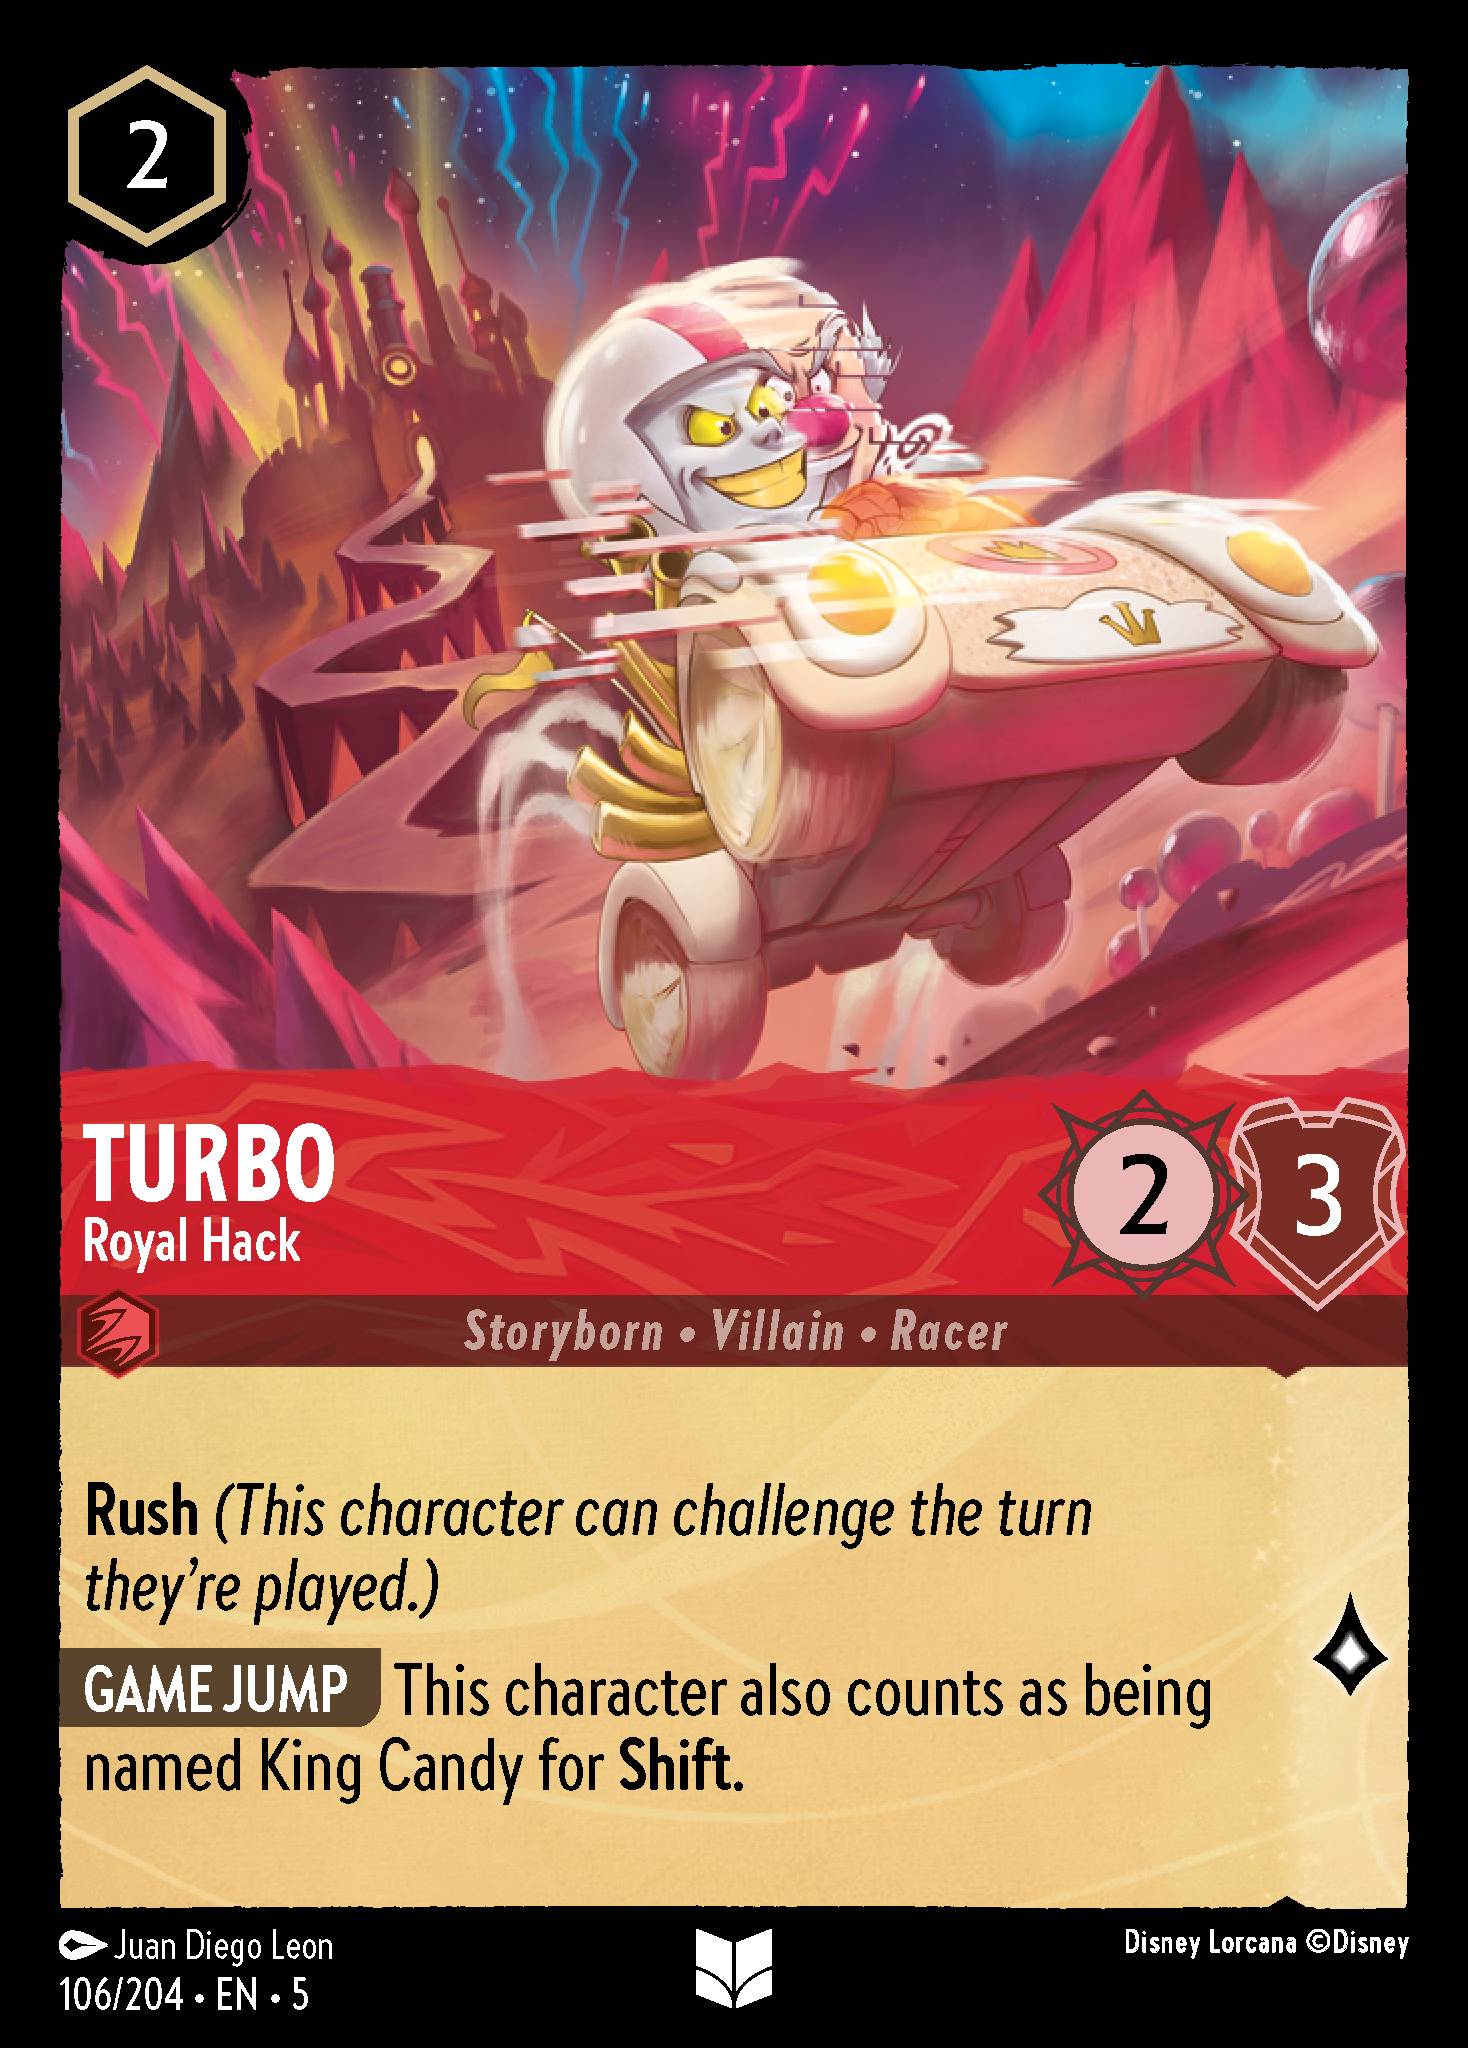 2
TURBO
Royal Hack
2 3
Storyborn • Villain • Racer
Rush (This character can challenge the turn
they’re played.)
GAME JUMP This character also counts as being
named King Candy for Shift.
Juan Diego Leon
Disney Lorcana ©Disney
106/204 • EN • 5